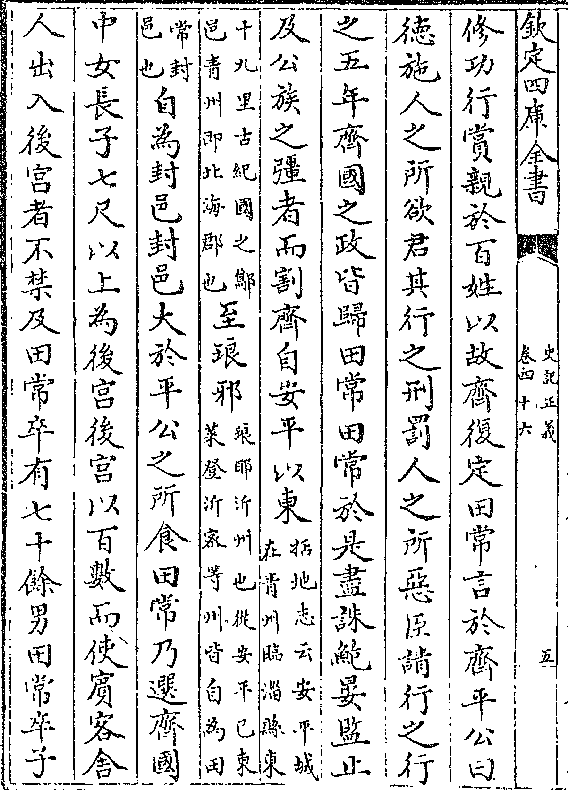 欽定四庫全書
史記正義
卷四十六
五
修功行賞親於百姓以故齊復定田常言於齊平公曰
德施人之所欲君其行之刑罰人之所惡臣請行之行
之五年齊國之政皆歸田常田常於是盡誅鮑晏監止
及公族之彊者而割齊自安平以東括地志云安平城在青州臨淄縣東
十九里古紀國之鄑邑青州即北海郡也至琅邪琅耶沂州也從安平已東萊登沂密等州皆自為田
常封邑也自為封邑封邑大於平公之所食田常乃選齊國
中女長子七尺以上為後宮後宮以百數而使賓客舍
人出入後宮者不禁及田常卒有七十餘男田常卒子